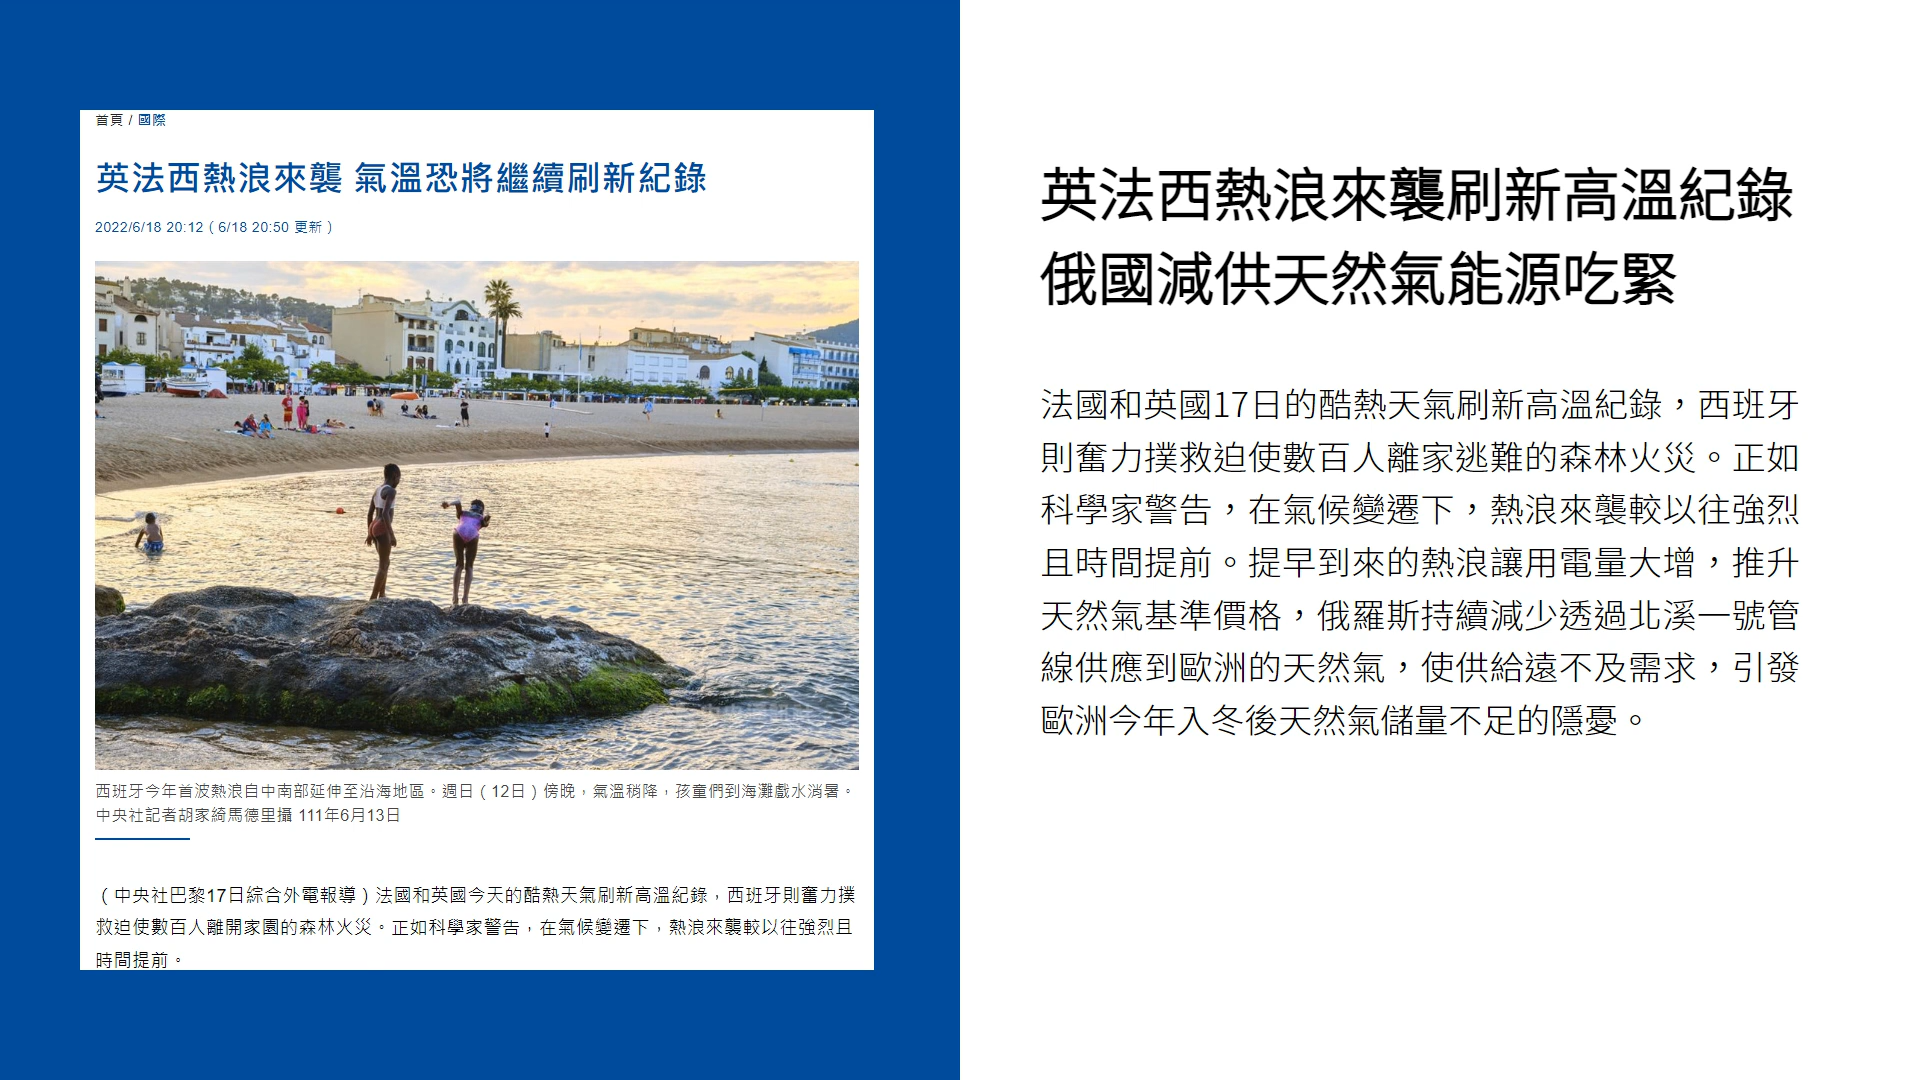 首頁 / 國際
英法西熱浪來襲 氣溫恐將繼續刷新紀錄
2022/6/18 20:12（6/18 20:50 更新）
西班牙今年首波熱浪自中南部延伸至沿海地區。週日（12日）傍晚，氣溫稍降，孩童們到海灘戲水消暑。
中央社記者胡家綺馬德里攝 111年6月13日
（中央社巴黎17日綜合外電報導）法國和英國今天的酷熱天氣刷新高溫紀錄，西班牙則奮力撲
救迫使數百人離開家園的森林火災。正如科學家警告，在氣候變遷下，熱浪來襲較以往強烈且
時間提前。
英法西熱浪來襲刷新高溫紀錄
俄國減供天然氣能源吃緊
法國和英國17日的酷熱天氣刷新高溫紀錄，西班牙
則奮力撲救迫使數百人離家逃難的森林火災。正如
科學家警告，在氣候變遷下，熱浪來襲較以往強烈
且時間提前。提早到來的熱浪讓用電量大增，推升
天然氣基準價格，俄羅斯持續減少透過北溪一號管
線供應到歐洲的天然氣，使供給遠不及需求，引發
歐洲今年入冬後天然氣儲量不足的隱憂。